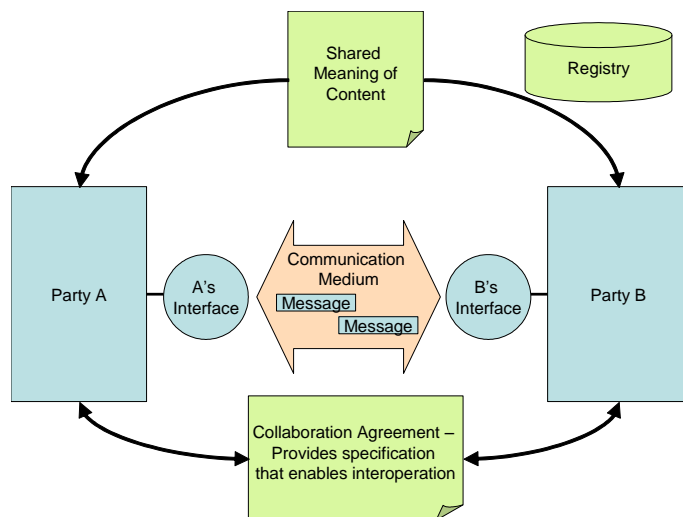 Shared
Meaning of
Content
Registry
Party A
A's
Interface
Communication
Medium
Message
Message
B's
Interface
Party B
Collaboration Agreement –
Provides specification
that enables interoperation